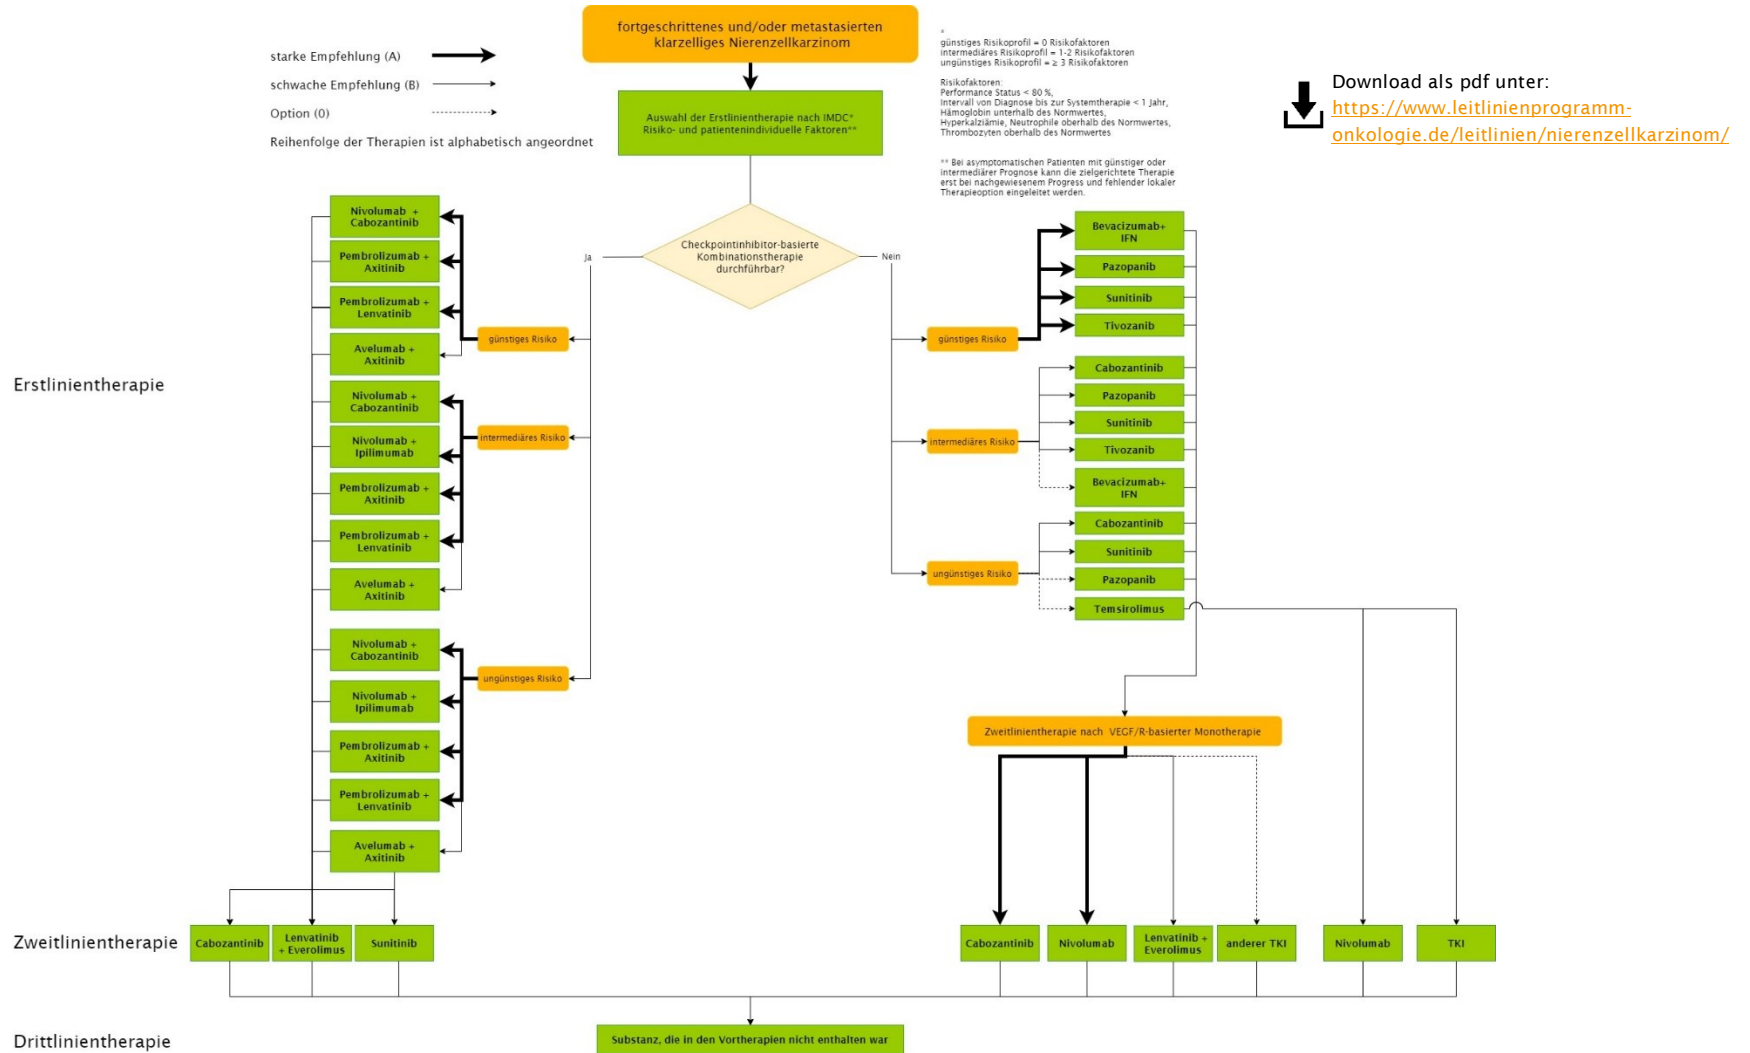 fortgeschrittenes und/oder metastasierten
klarzelliges Nierenzellkarzinom
starke Empfehlung (A)
schwache Empfehlung (B)
Option (0)
Reihenfolge der Therapien ist alphabetisch angeordnet
Auswahl der Erstlinientherapie nach IMDC*
Risiko- und patientenindividuelle Faktoren**
*
günstiges Risikoprofil = 0 Risikofaktoren
intermediäres Risikoprofil = 1-2 Risikofaktoren
ungünstiges Risikoprofil = ≥ 3 Risikofaktoren
Risikofaktoren:
Performance Status < 80 %,
Intervall von Diagnose bis zur Systemtherapie < 1 Jahr,
Hämoglobin unterhalb des Normwertes,
Hyperkalziämie, Neutrophile oberhalb des Normwertes,
Thrombozyten oberhalb des Normwertes
** Bei asymptomatischen Patienten mit günstiger oder
intermediärer Prognose kann die zielgerichtete Therapie
erst bei nachgewiesenem Progress und fehlender lokaler
Therapieoption eingeleitet werden.
Download als pdf unter:
https://www.leitlinienprogramm-
onkologie.de/leitlinien/nierenzellkarzinom/
Checkpointinhibitor-basierte
Kombinationstherapie
durchführbar?
Ja
Nein
Erstlinientherapie
Nivolumab +
Cabozantinib
Pembrolizumab +
Axitinib
Pembrolizumab +
Lenvatinib
Avelumab +
Axitinib
günstiges Risiko
Nivolumab +
Cabozantinib
Nivolumab +
Ipilimumab
Pembrolizumab +
Axitinib
Pembrolizumab +
Lenvatinib
Avelumab +
Axitinib
intermediäres Risiko
Nivolumab +
Cabozantinib
Nivolumab +
Ipilimumab
Pembrolizumab +
Axitinib
Pembrolizumab +
Lenvatinib
Avelumab +
Axitinib
ungünstiges Risiko
günstiges Risiko
Bevacizumab+
IFN
Pazopanib
Sunitinib
Tivozanib
intermediäres Risiko
Cabozantinib
Pazopanib
Sunitinib
Tivozanib
Bevacizumab+
IFN
ungünstiges Risiko
Cabozantinib
Sunitinib
Pazopanib
Temsirolimus
Zweitlinientherapie nach VEGF/R-basierter Monotherapie
Zweitlinientherapie
Cabozantinib
Lenvatinib
+ Everolimus
Sunitinib
Cabozantinib
Nivolumab
Lenvatinib +
Everolimus
anderer TKI
Nivolumab
TKI
Drittlinientherapie
Substanz, die in den Vortherapien nicht enthalten war